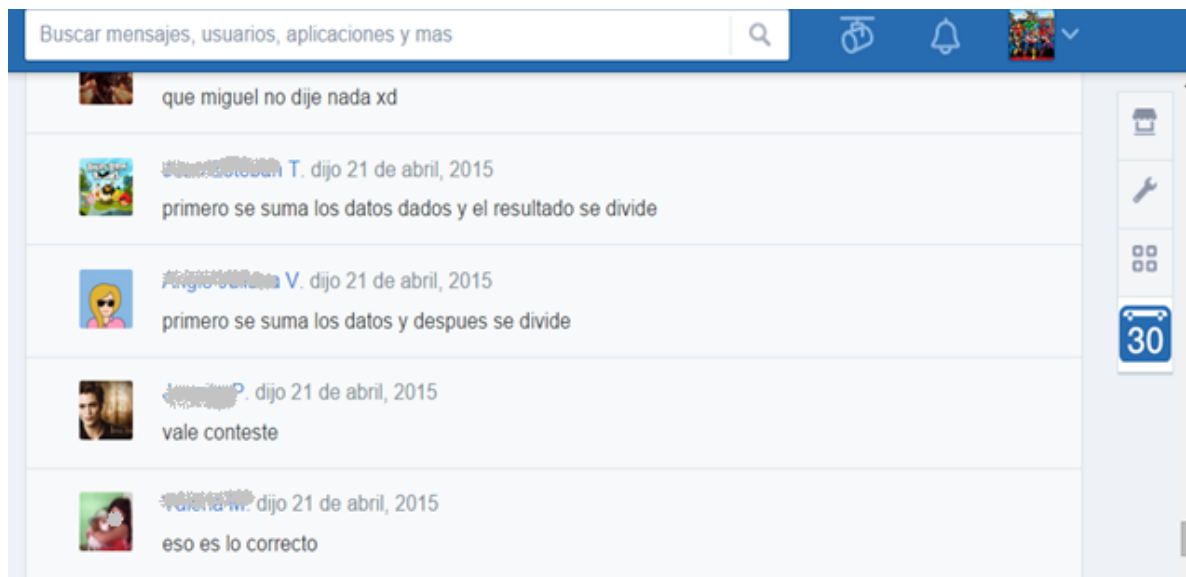 Buscar mensajes, usuarios, aplicaciones y mas
que miguel no dije nada xd
T. dijo 21 de abril, 2015
primero se suma los datos dados y el resultado se divide
V. dijo 21 de abril, 2015
primero se suma los datos y despues se divide
30
P. dijo 21 de abril, 2015
vale conteste
dijo 21 de abril, 2015
eso es lo correcto